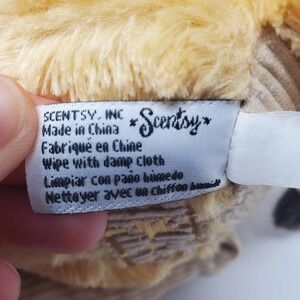 SCENTSY, INC
Made in China
Scentsy
Fabriqué en Chine
Wipe with damp cloth
Limpiar con paño húmedo
Nettoyer avec un chiffon humide